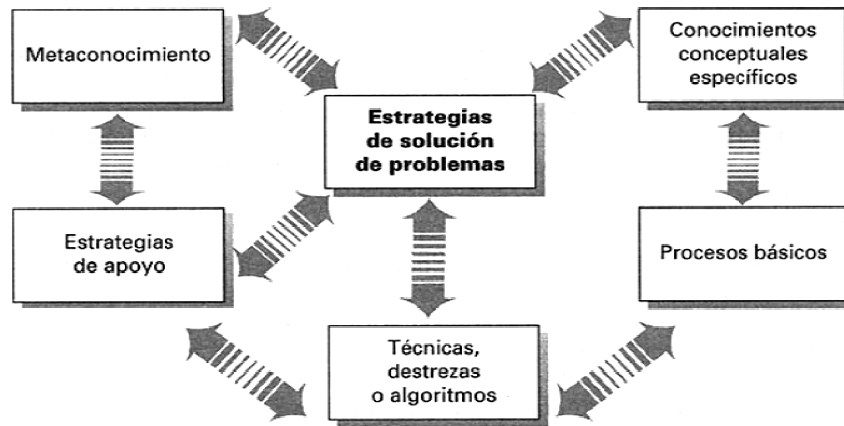 Metaconocimiento
Conocimientos
conceptuales
específicos
Estrategias
de solución
de problemas
Estrategias
de apoyo
Procesos básicos
Técnicas,
destrezas
o algoritmos